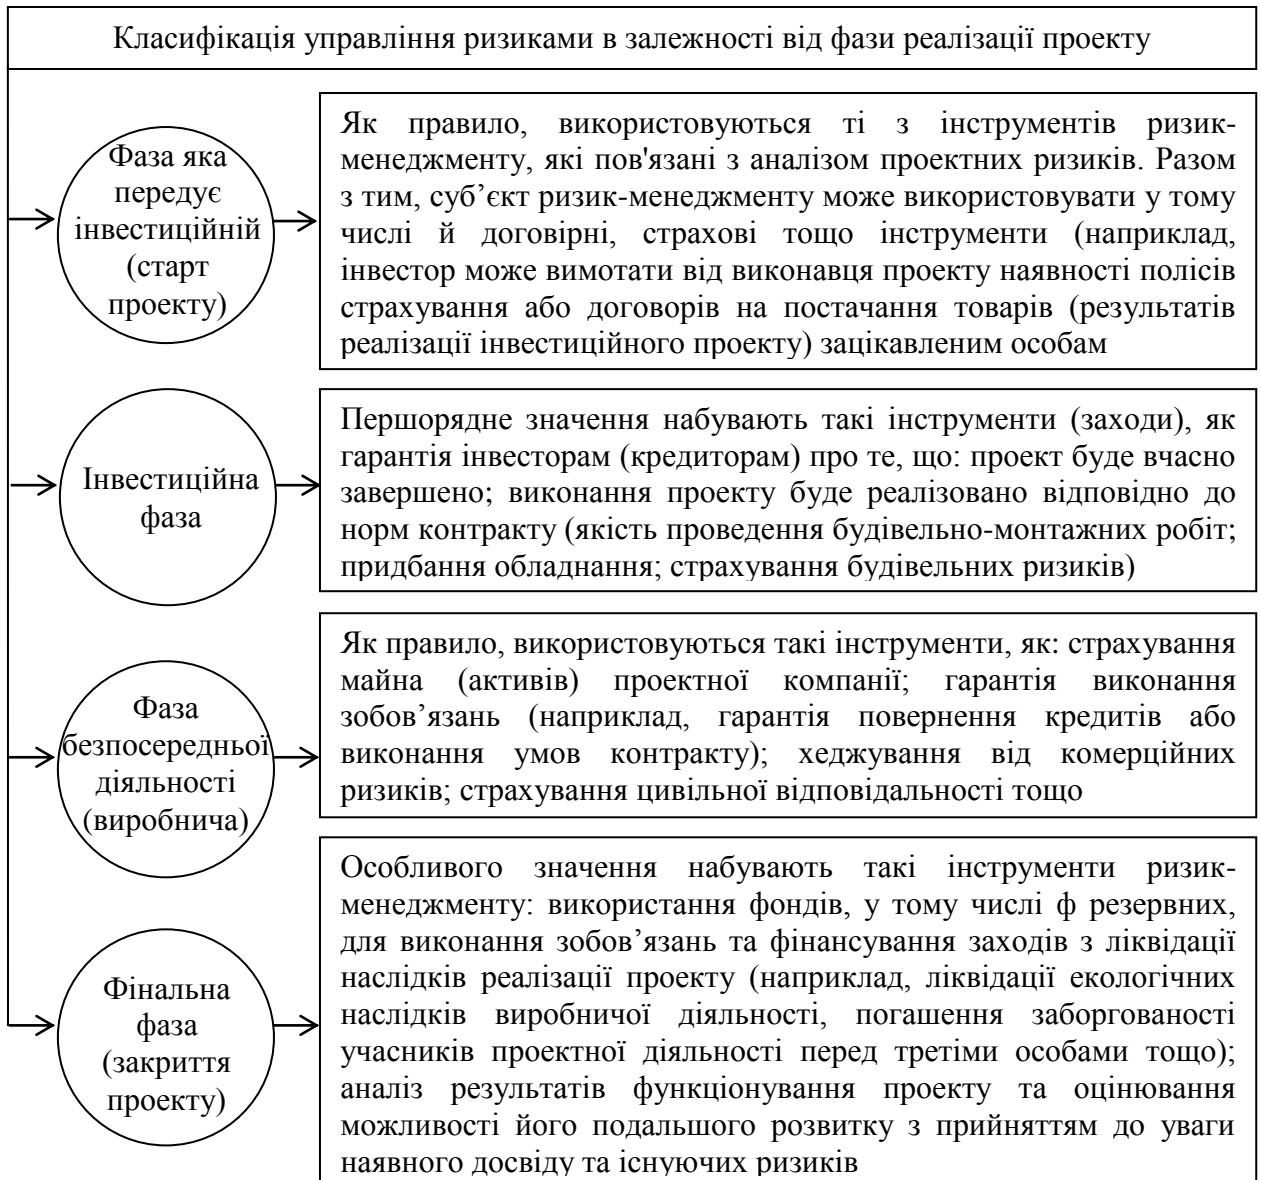 Класифікація управління ризиками в залежності від фази реалізації проекту
Фаза яка
передує
інвестиційній
(старт
проекту)
Як правило, використовуються ті з інструментів ризик-
менеджменту, які пов'язані з аналізом проектних ризиків. Разом
з тим, суб’єкт ризик-менеджменту може використовувати у тому
числі й договірні, страхові тощо інструменти (наприклад,
інвестор може вимотати від виконавця проекту наявності полісів
страхування або договорів на постачання товарів (результатів
реалізації інвестиційного проекту) зацікавленим особам
Інвестиційна
фаза
Першорядне значення набувають такі інструменти (заходи), як
гарантія інвесторам (кредиторам) про те, що: проект буде вчасно
завершено; виконання проекту буде реалізовано відповідно до
норм контракту (якість проведення будівельно-монтажних робіт;
придбання обладнання; страхування будівельних ризиків)
Фаза
безпосередньої
діяльності
(виробнича)
Як правило, використовуються такі інструменти, як: страхування
майна (активів) проектної компанії; гарантія виконання
зобов’язань (наприклад, гарантія повернення кредитів або
виконання умов контракту); хеджування від комерційних
ризиків; страхування цивільної відповідальності тощо
Фінальна
фаза
(закриття
проекту)
Особливого значення набувають такі інструменти ризик-
менеджменту: використання фондів, у тому числі ф резервних,
для виконання зобов’язань та фінансування заходів з ліквідації
наслідків реалізації проекту (наприклад, ліквідації екологічних
наслідків виробничої діяльності, погашення заборгованості
учасників проектної діяльності перед третіми особами тощо);
аналіз результатів функціонування проекту та оцінювання
можливості його подальшого розвитку з прийняттям до уваги
наявного досвіду та існуючих ризиків